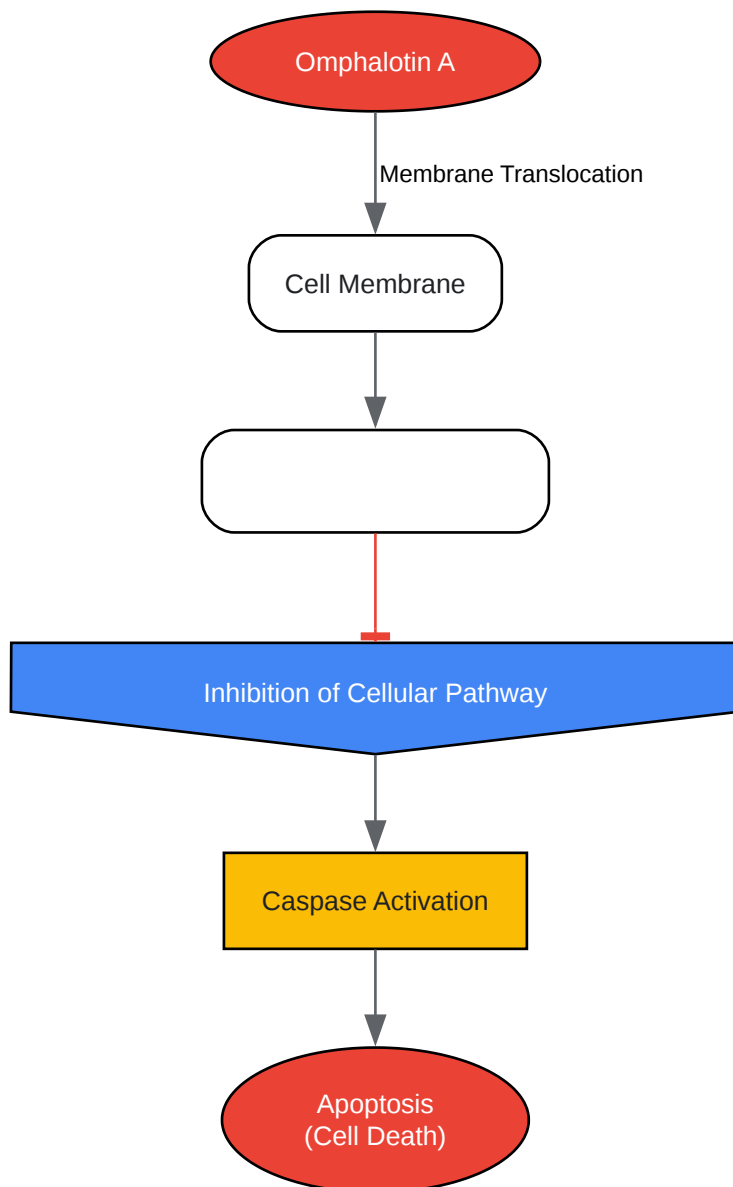 Omphalotin A
Membrane Translocation
Cell Membrane
Inhibition of Cellular Pathway
Caspase Activation
Apoptosis
(Cell Death)